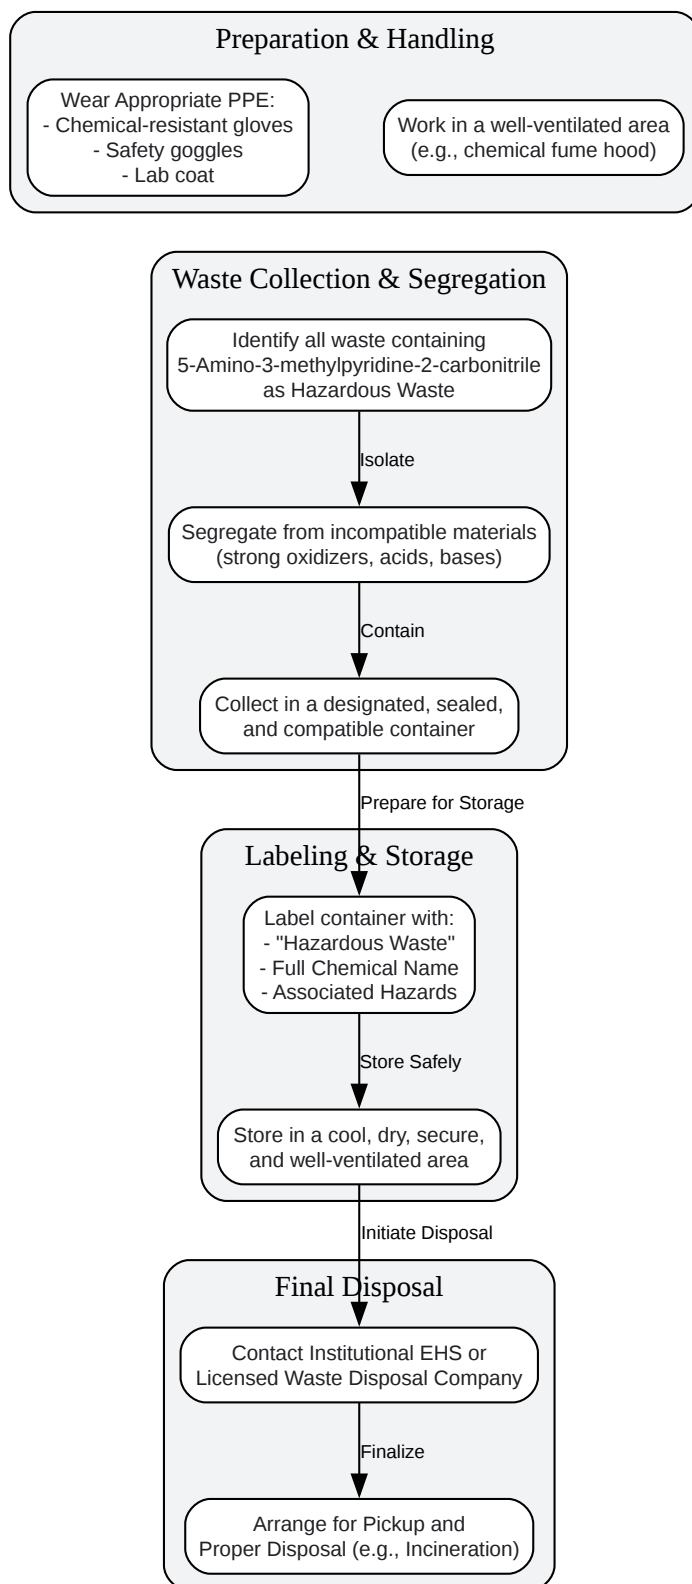 Preparation & Handling
Wear Appropriate PPE:
- Chemical-resistant gloves
- Safety goggles
- Lab coat
Work in a well-ventilated area
(e.g., chemical fume hood)
Waste Collection & Segregation
Identify all waste containing
5-Amino-3-methylpyridine-2-carbonitrile
as Hazardous Waste
Isolate
Segregate from incompatible materials
(strong oxidizers, acids, bases)
Contain
Collect in a designated, sealed,
and compatible container
Prepare for Storage
Labeling & Storage
Label container with:
- "Hazardous Waste"
- Full Chemical Name
- Associated Hazards
Store Safely
Store in a cool, dry, secure,
and well-ventilated area
Initiate Disposal
Final Disposal
Contact Institutional EHS or
Licensed Waste Disposal Company
Finalize
Arrange for Pickup and
Proper Disposal (e.g., Incineration)